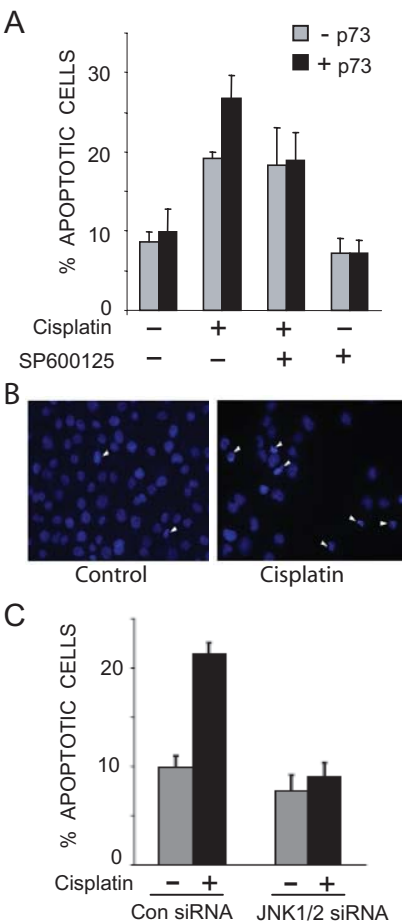 A
- p73
+ p73
30
20
10
0
% APOPTOTIC CELLS
Cisplatin − + + −
SP600125 − − + +
B
Control Cisplatin
C
20
10
0
% APOPTOTIC CELLS
Cisplatin − + − +
Con siRNA JNK1/2 siRNA